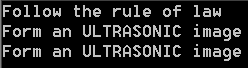 Follow the rule of law
Form an ULTRASONIC image
Form an ULTRASONIC image